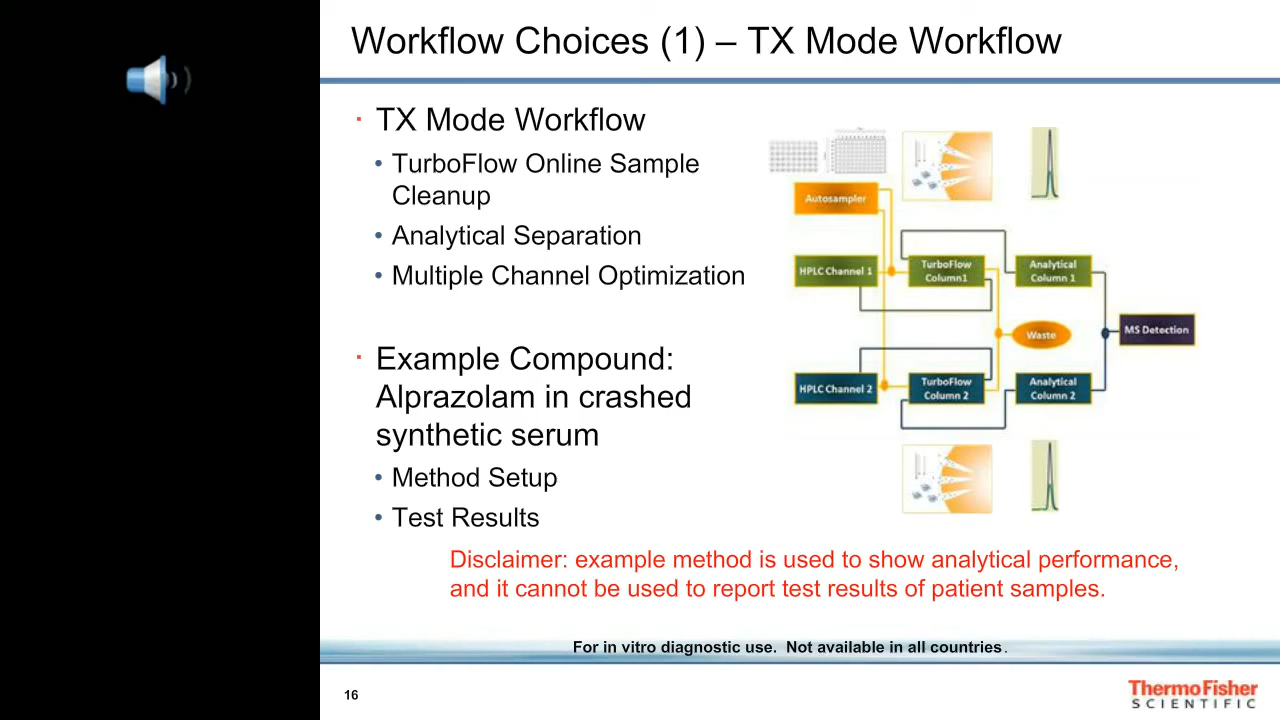 Workflow Choices (1) – TX Mode Workflow
· TX Mode Workflow
• TurboFlow Online Sample
Cleanup
• Analytical Separation
• Multiple Channel Optimization
· Example Compound:
Alprazolam in crashed
synthetic serum
• Method Setup
• Test Results
Autosampler
HPLC Channel 1
TurboFlow
Column1
Analytical
Column 1
Waste
MS Detection
HPLC Channel 2
TurboFlow
Column 2
Analytical
Column 2
Disclaimer: example method is used to show analytical performance,
and it cannot be used to report test results of patient samples.
For in vitro diagnostic use. Not available in all countries.
16
ThermoFisher
SCIENTIFIC